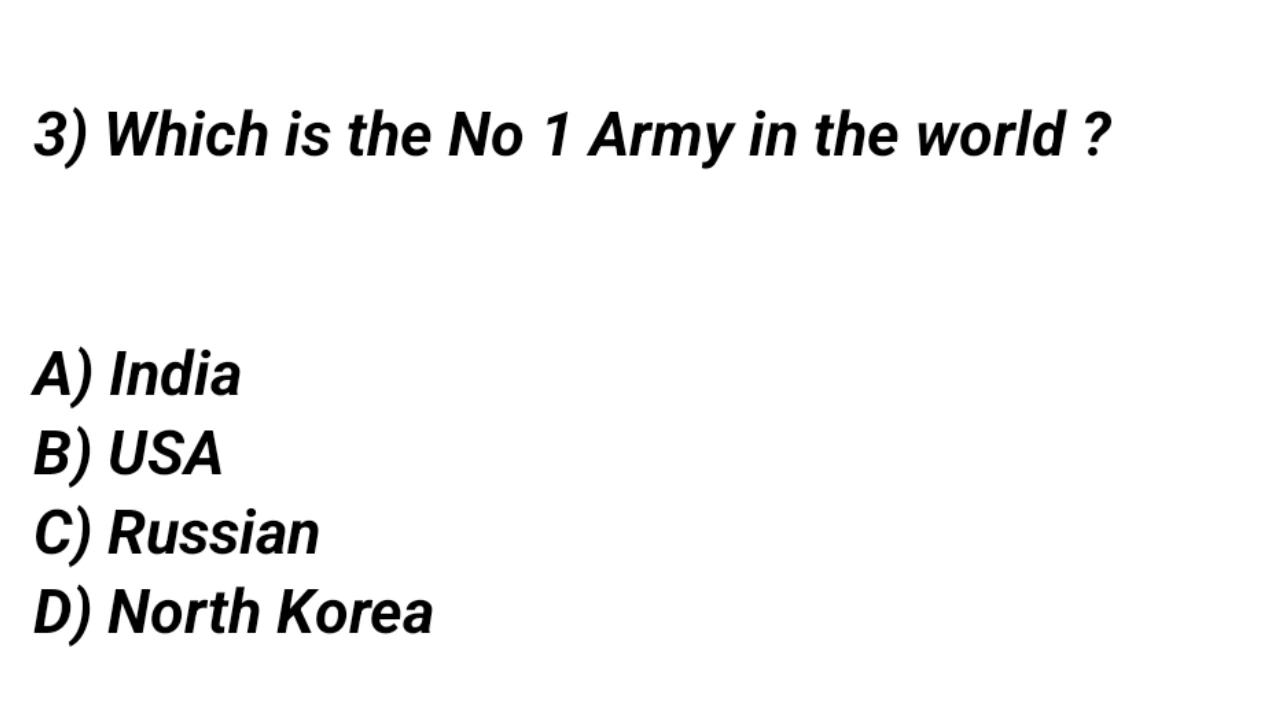 3) Which is the No 1 Army in the world ?
A) India
B) USA
C) Russian
D) North Korea